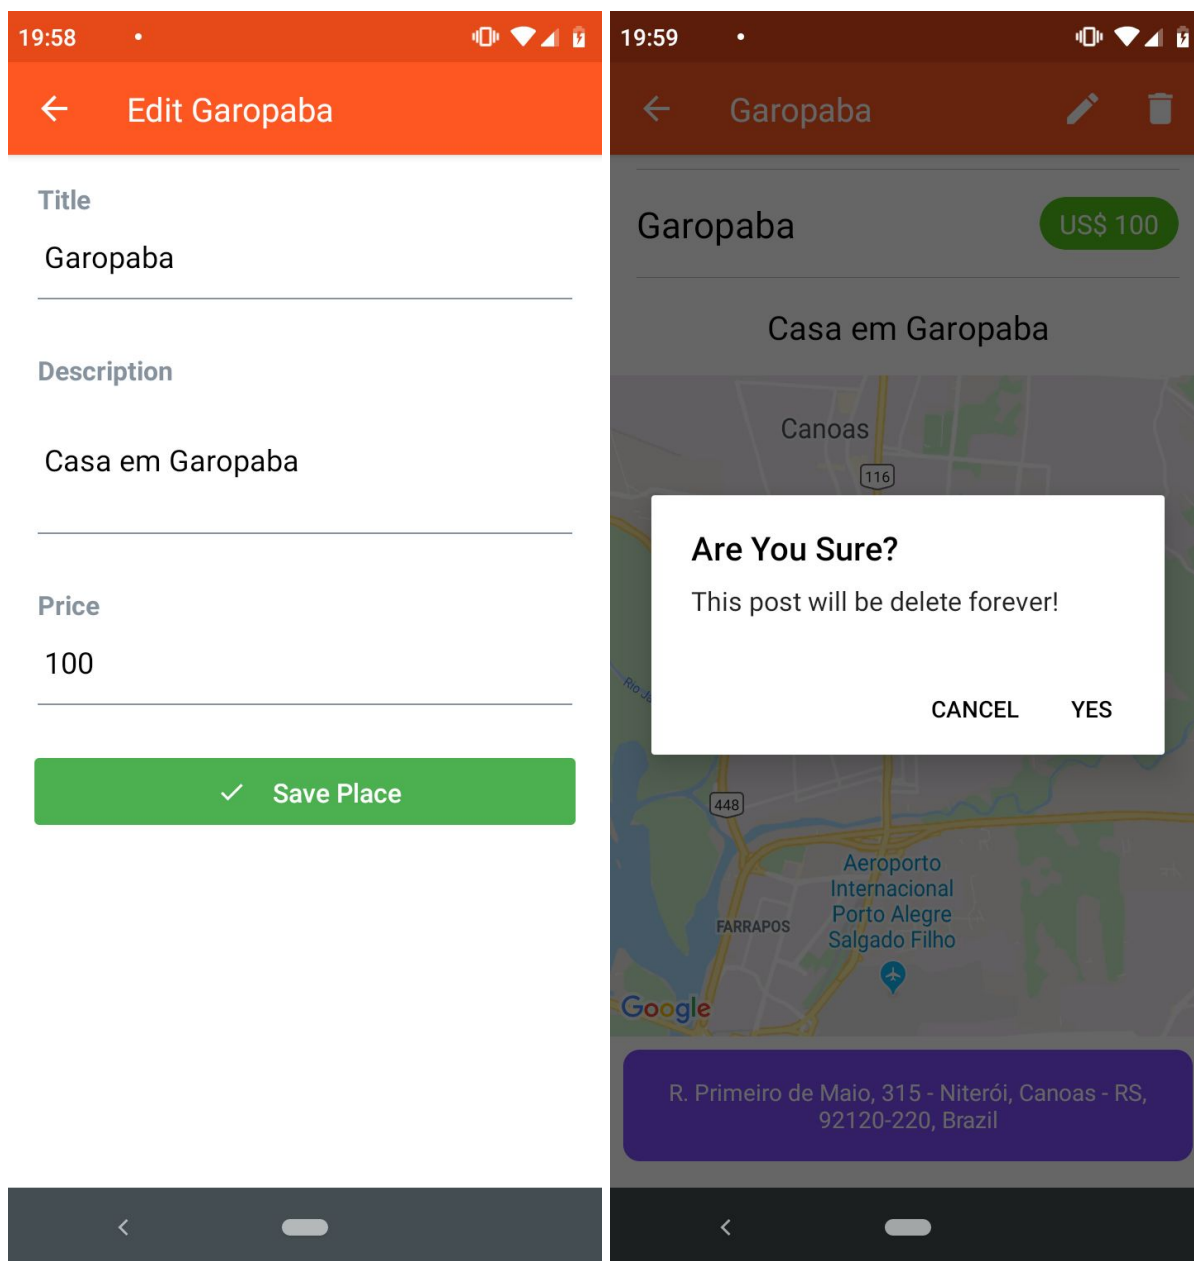 19:58
Edit Garopaba
Title
Garopaba
Description
Casa em Garopaba
Price
100
Save Place
19:59
Garopaba
Garopaba
US$ 100
Casa em Garopaba
Canoas
116
Are You Sure?
This post will be delete forever!
CANCEL YES
448
Aeroporto
Internacional
Porto Alegre
Salgado Filho
FARRAPOS
Google
R. Primeiro de Maio, 315 - Niterói, Canoas - RS,
92120-220, Brazil